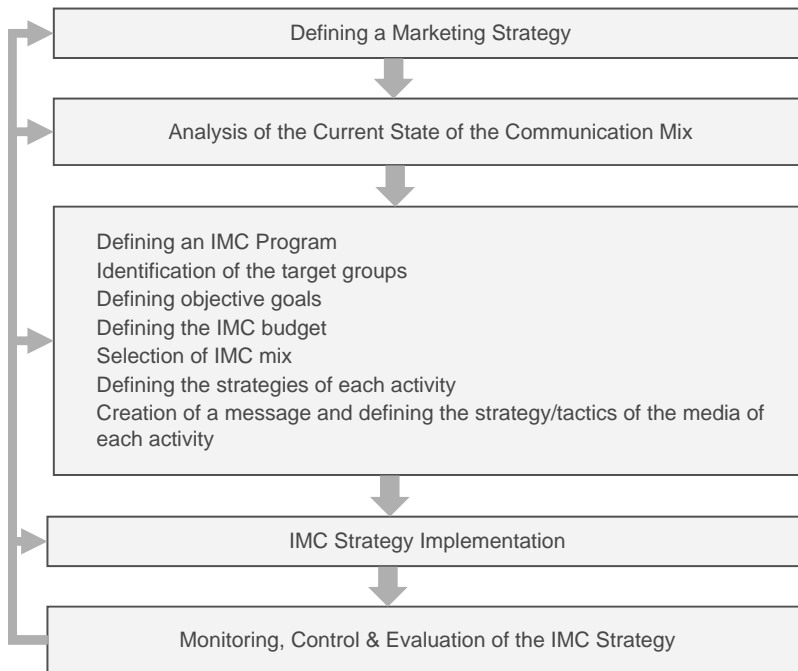 Defining a Marketing Strategy
Analysis of the Current State of the Communication Mix
Defining an IMC Program
Identification of the target groups
Defining objective goals
Defining the IMC budget
Selection of IMC mix
Defining the strategies of each activity
Creation of a message and defining the strategy/tactics of the media of
each activity
IMC Strategy Implementation
Monitoring, Control & Evaluation of the IMC Strategy